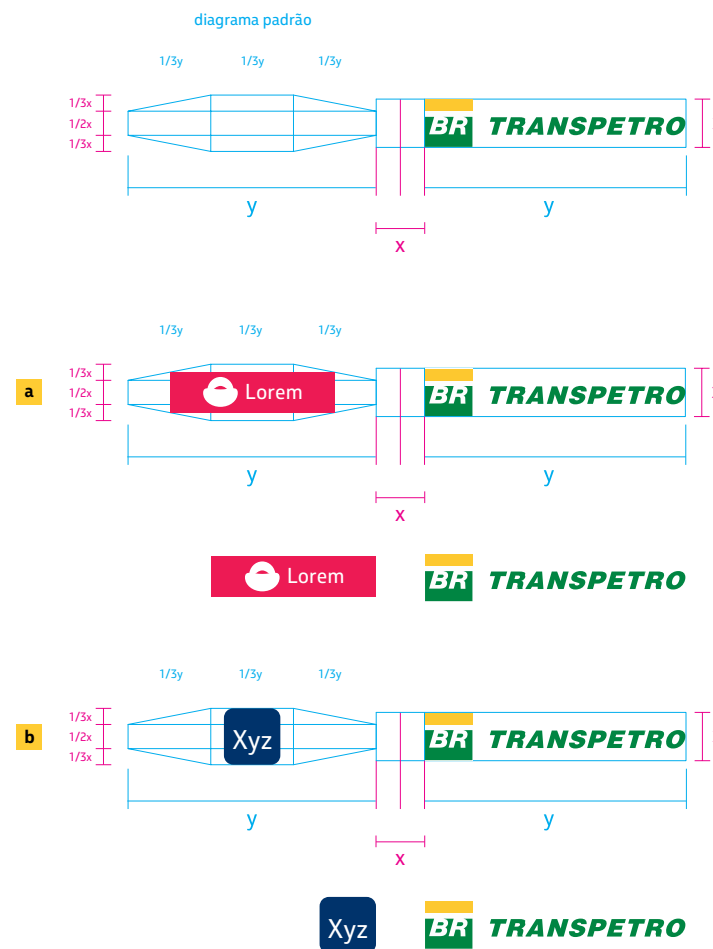 diagrama padrão
1/3y 1/3y 1/3y
1/3x
1/2x
1/3x
BR TRANSPETRO
y y
x
1/3y 1/3y 1/3y
a
1/3x
1/2x
1/3x
Lorem
BR TRANSPETRO
y y
x
Lorem
BR TRANSPETRO
1/3y 1/3y 1/3y
b
1/3x
1/2x
1/3x
Xyz
BR TRANSPETRO
y y
x
Xyz
BR TRANSPETRO